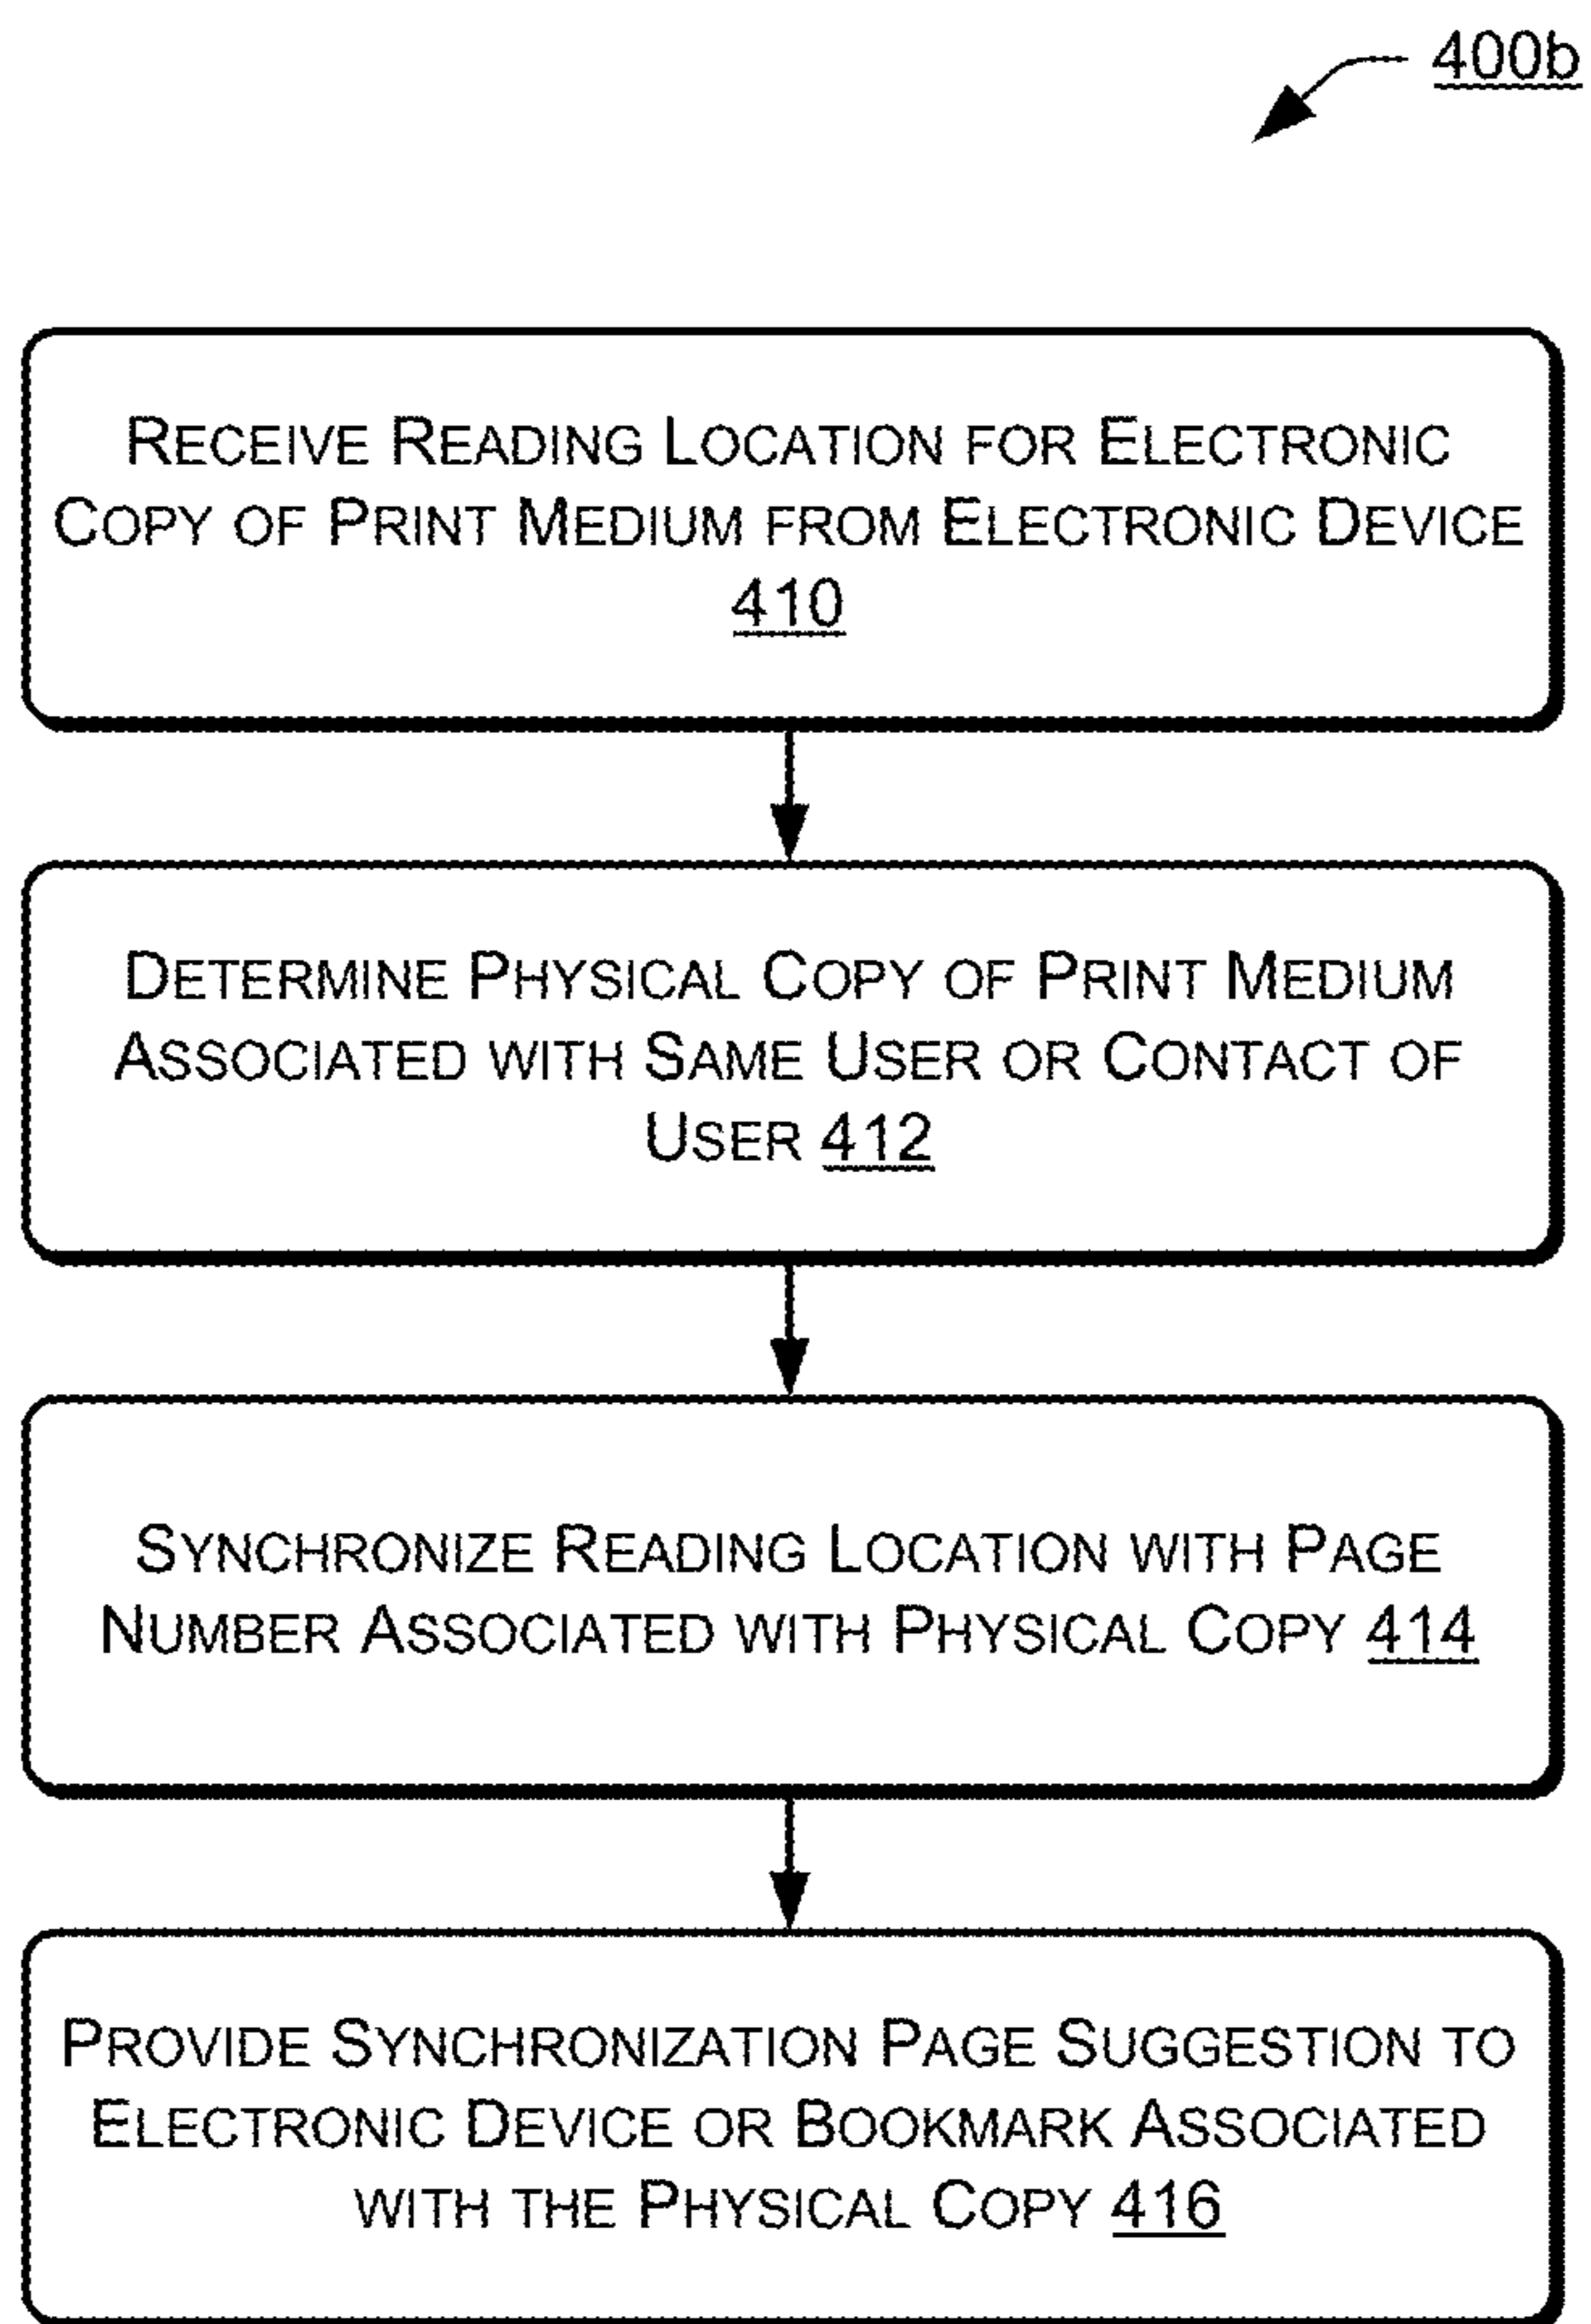 400b
RECEIVE READING LOCATION FOR ELECTRONIC
COPY OF PRINT MEDIUM FROM ELECTRONIC DEVICE
410
DETERMINE PHYSICAL COPY OF PRINT MEDIUM
ASSOCIATED WITH SAME USER OR CONTACT OF
USER 412
SYNCHRONIZE READING LOCATION WITH PAGE
NUMBER ASSOCIATED WITH PHYSICAL COPY 414
PROVIDE SYNCHRONIZATION PAGE SUGGESTION TO
ELECTRONIC DEVICE OR BOOKMARK ASSOCIATED
WITH THE PHYSICAL COPY 416